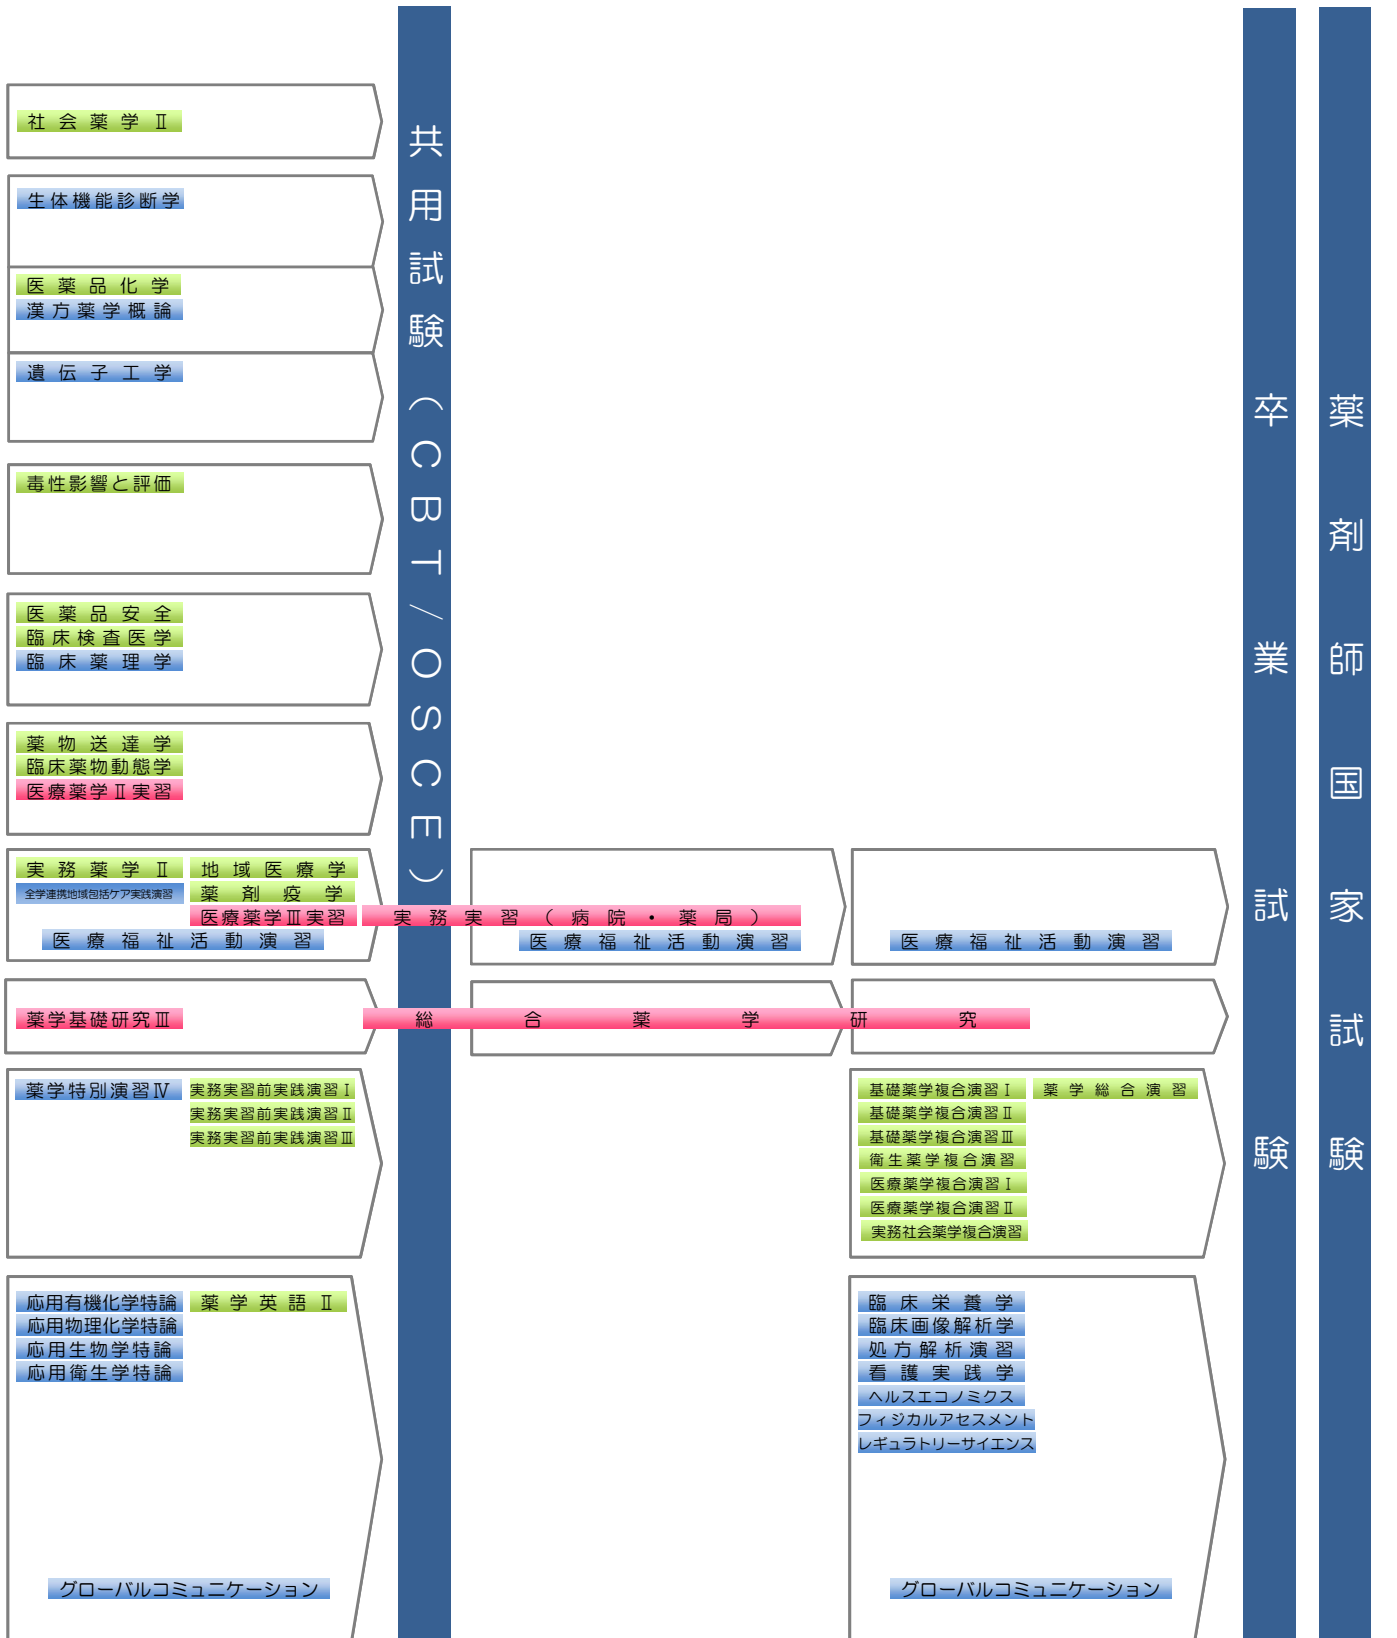 社会薬学Ⅱ
生体機能診断学
医薬品化学
漢方薬学概論
遺伝子工学
毒性影響と評価
医薬品安全
臨床検査医学
臨床薬理学
薬物送達学
臨床薬物動態学
医療薬学Ⅱ実習
実務薬学Ⅱ
地域医療学
全学連携地域包括ケア実践演習
薬剤疫学
医療薬学Ⅲ実習
医療福祉活動演習
薬学基礎研究Ⅲ
薬学特別演習Ⅳ
実務実習前実践演習Ⅰ
実務実習前実践演習Ⅱ
実務実習前実践演習Ⅲ
応用有機化学特論
薬学英語Ⅱ
応用物理化学特論
応用生物学特論
応用衛生学特論
グローバルコミュニケーション
共用試験（CBT/OSCE）
実務実習（病院・薬局）
医療福祉活動演習
総合薬学研究
医療福祉活動演習
基礎薬学複合演習Ⅰ
薬学総合演習
基礎薬学複合演習Ⅱ
基礎薬学複合演習Ⅲ
衛生薬学複合演習
医療薬学複合演習Ⅰ
医療薬学複合演習Ⅱ
実務社会薬学複合演習
臨床栄養学
臨床画像解析学
処方解析演習
看護実践学
ヘルスエコノミクス
フィジカルアセスメント
レギュラトリーサイエンス
グローバルコミュニケーション
卒業試験
薬剤師国家試験